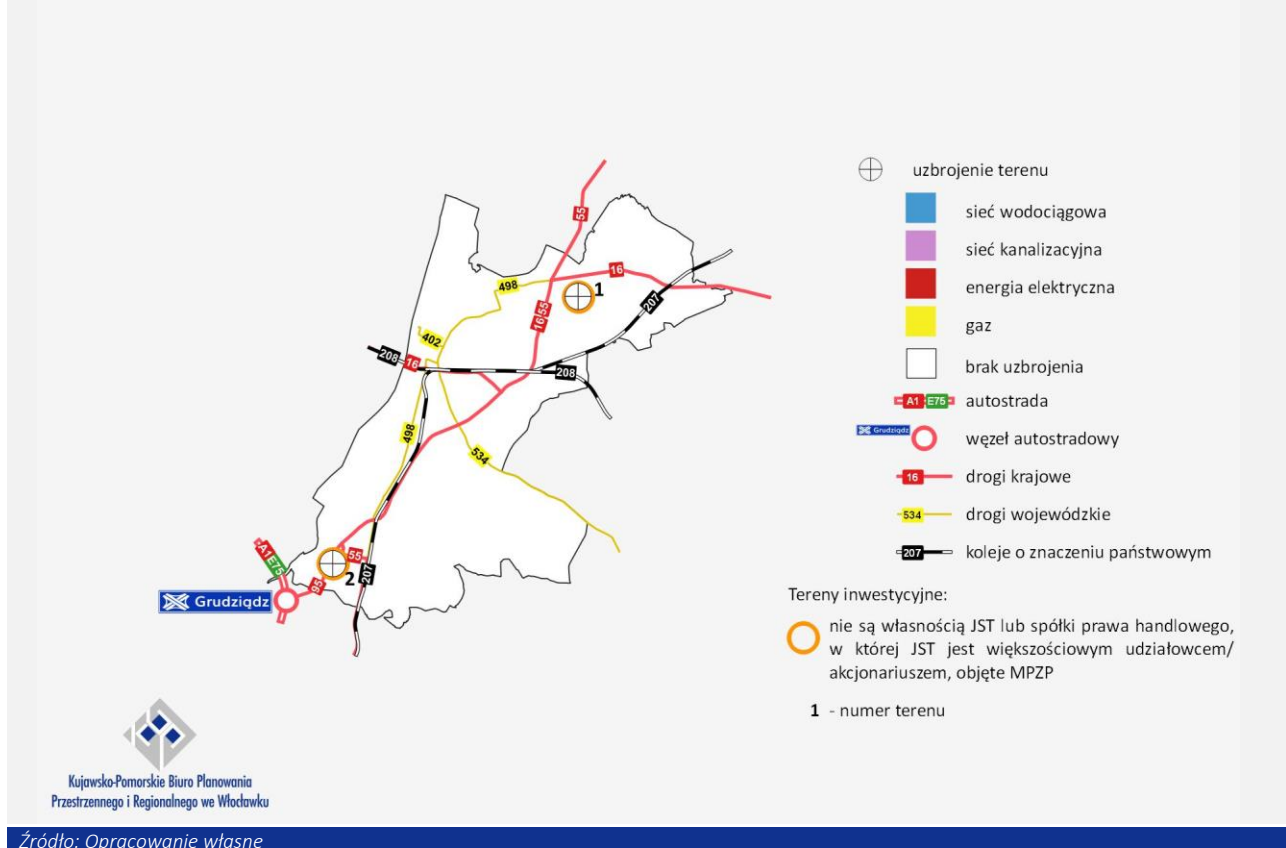 55
16
498
1
207
16 55
402
208
16
208
498
534
A1 E75
55
2
207
95
Grudziądz
uzbrojenie terenu
sieć wodociągowa
sieć kanalizacyjna
energia elektryczna
gaz
brak uzbrojenia
A1 E75 autostrada
Grudziądz węzeł autostradowy
16 drogi krajowe
534 drogi wojewódzkie
207 koleje o znaczeniu państwowym
Tereny inwestycyjne:
nie są własnością JST lub spółki prawa handlowego,
w której JST jest większościowym udziałowcem/
akcjonariuszem, objęte MPZP
1 - numer terenu
Kujawsko-Pomorskie Biuro Planowania
Przestrzennego i Regionalnego we Włocławku
Źródło: Opracowanie własne